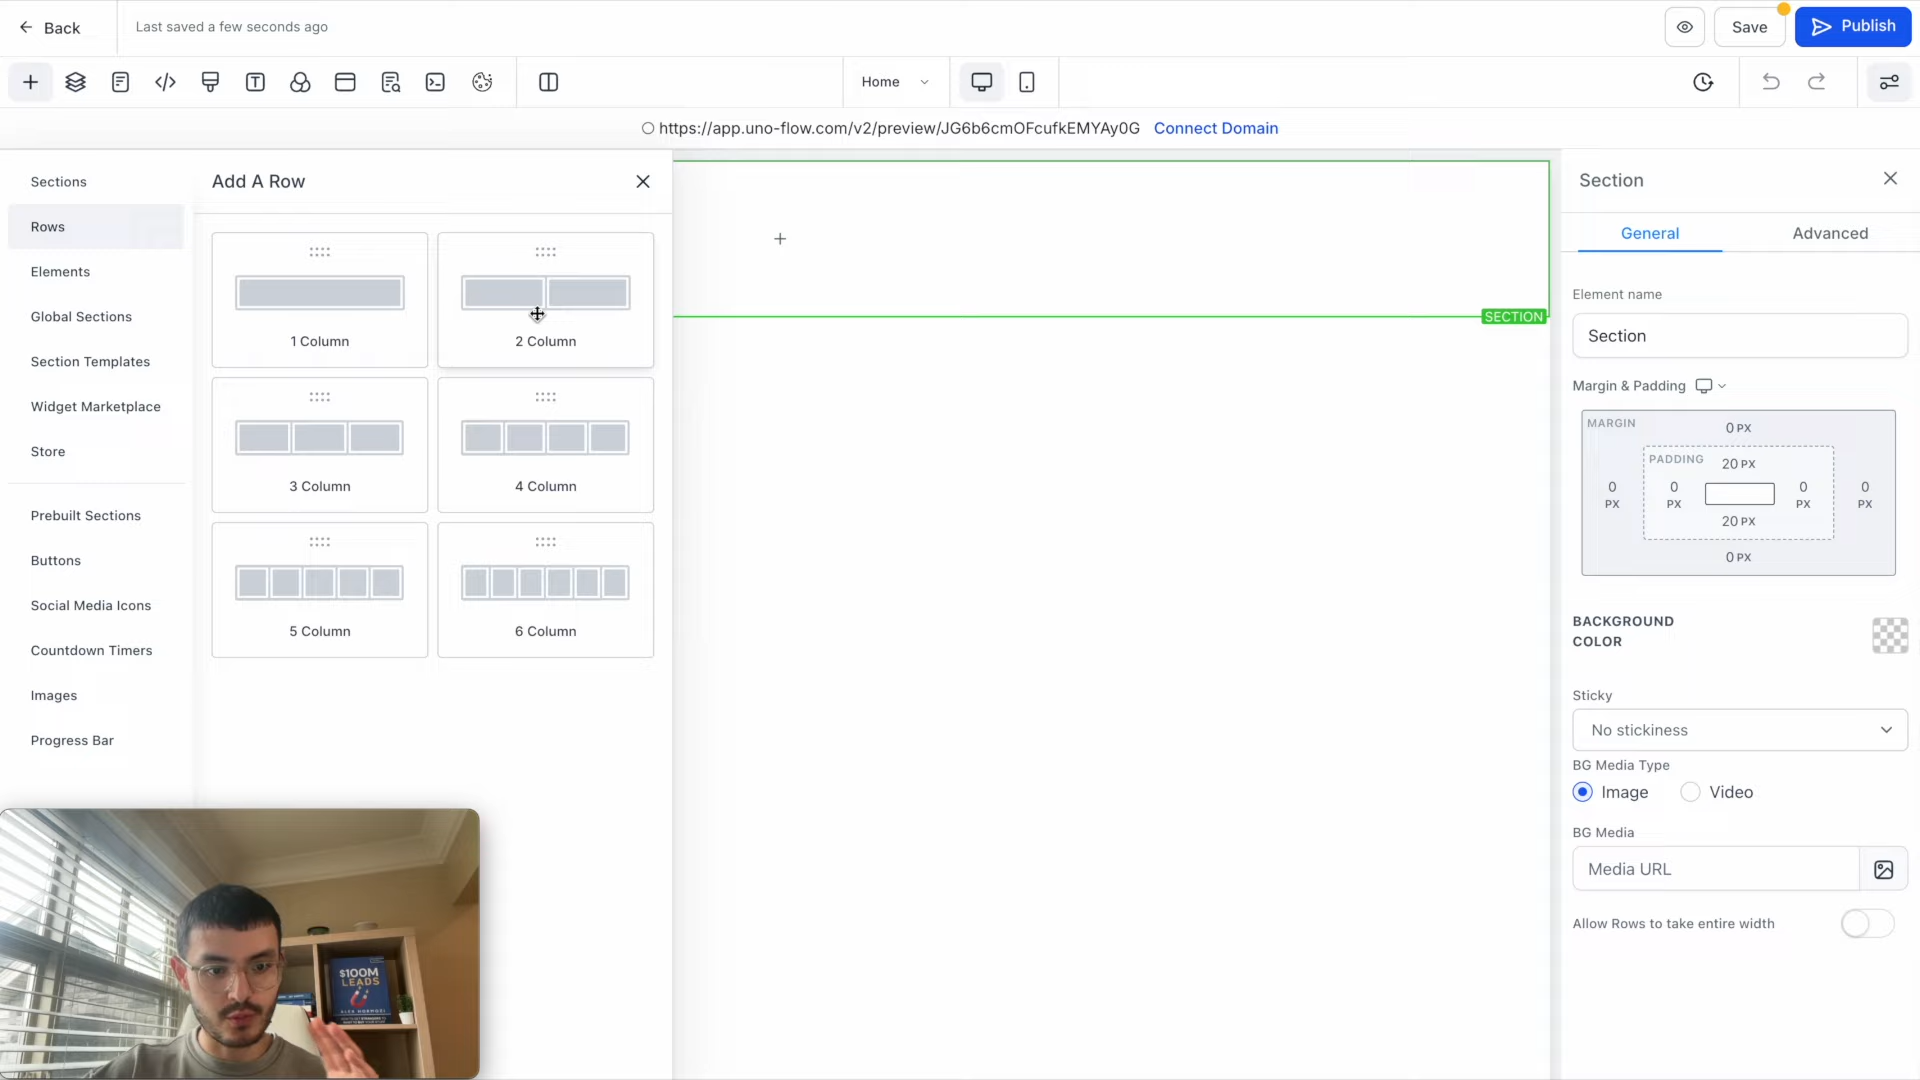 Back
Last saved a few seconds ago
Save
Publish
Home
https://app.uno-flow.com/v2/preview/JG6b6cmOFcufkEMYAy0G Connect Domain
Sections
Rows
Elements
Global Sections
Section Templates
Widget Marketplace
Store
Prebuilt Sections
Buttons
Social Media Icons
Countdown Timers
Images
Progress Bar
Add A Row
1 Column
2 Column
3 Column
4 Column
5 Column
6 Column
SECTION
Section
General
Advanced
Element name
Section
Margin & Padding
MARGIN
0 PX
PADDING
20 PX
0
PX
0
PX
0
PX
0
PX
20 PX
0 PX
BACKGROUND
COLOR
Sticky
No stickiness
BG Media Type
Image
Video
BG Media
Media URL
Allow Rows to take entire width
$100M
LEADS
ALEX HORMOZI